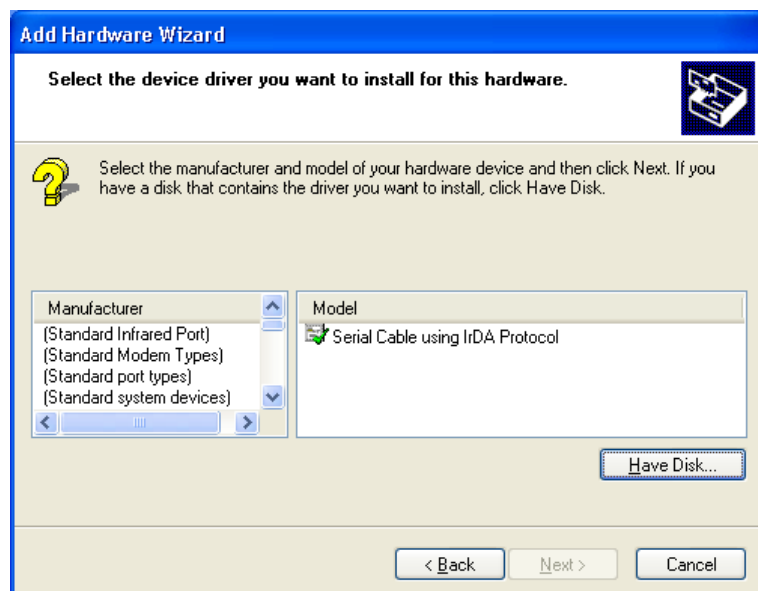 Add Hardware Wizard
Select the device driver you want to install for this hardware.
Select the manufacturer and model of your hardware device and then click Next. If you
have a disk that contains the driver you want to install, click Have Disk.
Manufacturer
(Standard Infrared Port)
(Standard Modem Types)
(Standard port types)
(Standard system devices)
Model
Serial Cable using IrDA Protocol
Have Disk...
< Back
Next >
Cancel